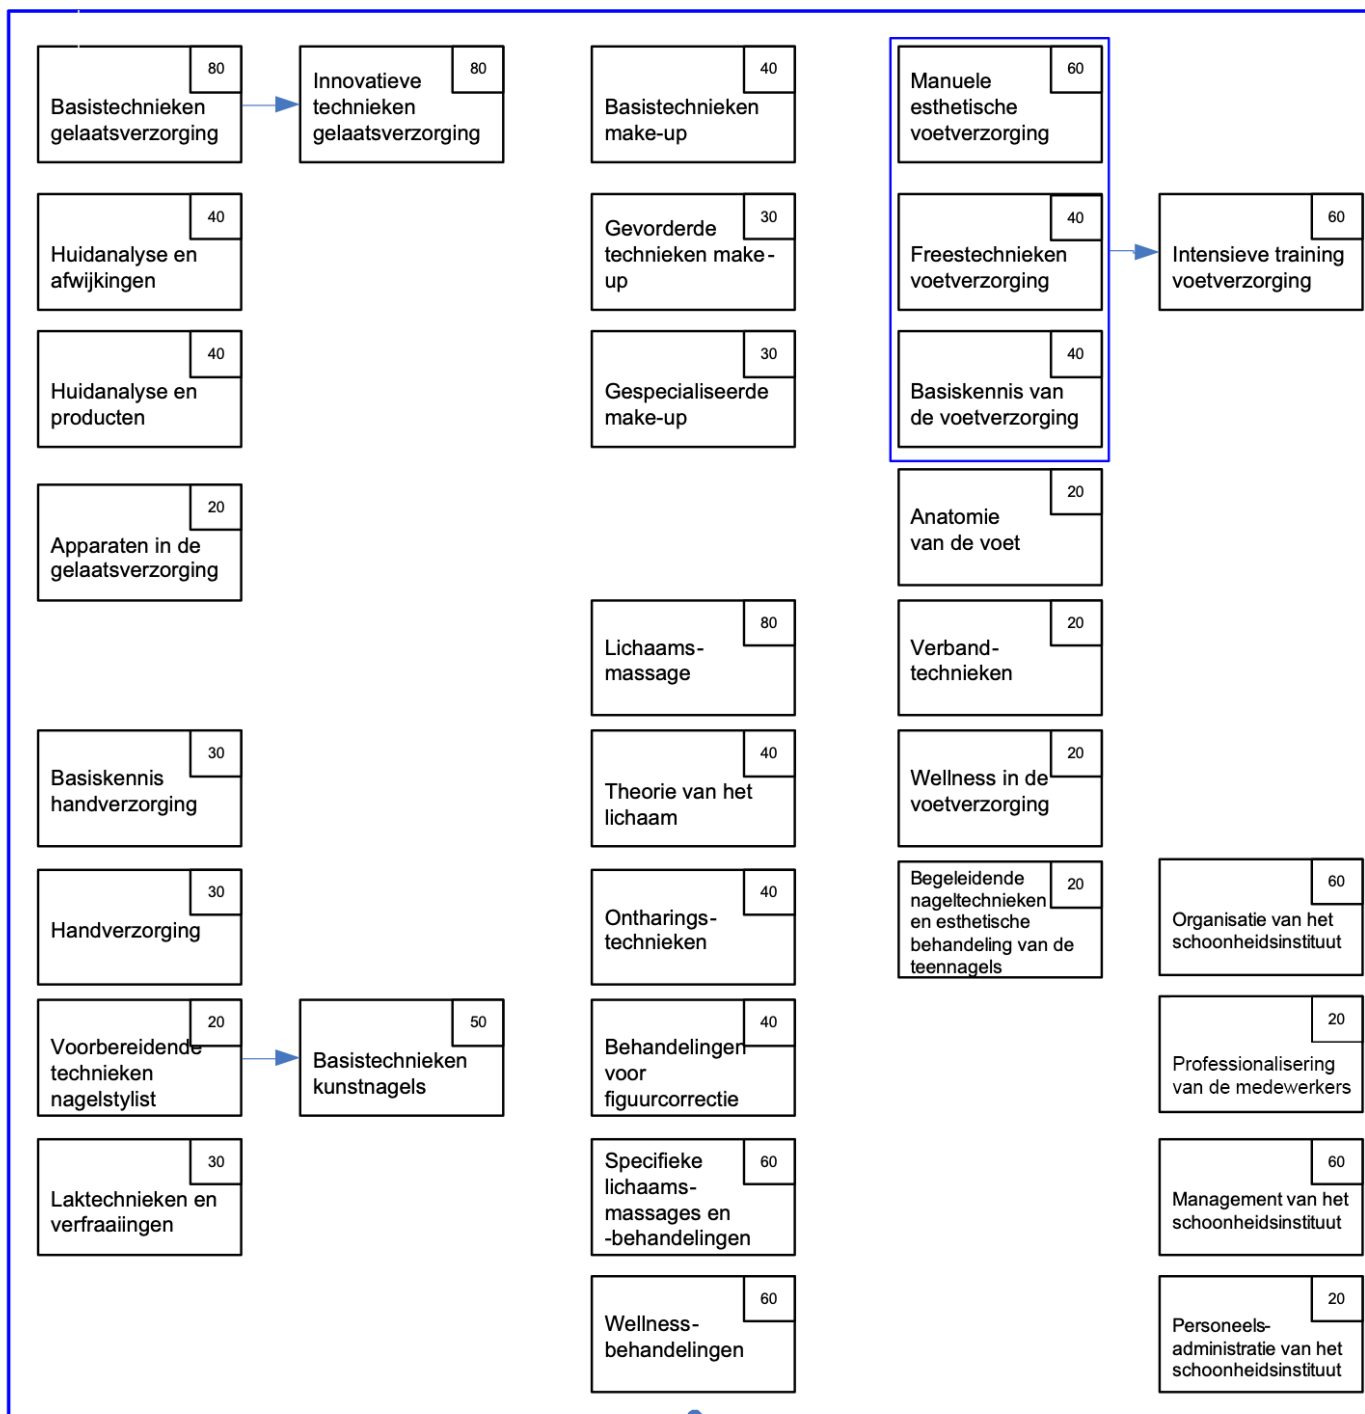 80
Basistechnieken
gelaatsverzorging
80
Innovatieve
technieken
gelaatsverzorging
40
Basistechnieken
make-up
60
Manuele
esthetische
voetverzorging
40
Huidanalyse en
afwijkingen
30
Gevorderde
technieken make-
up
40
Freestechnieken
voetverzorging
60
Intensieve training
voetverzorging
40
Huidanalyse en
producten
30
Gespecialiseerde
make-up
40
Basiskennis van
de voetverzorging
20
Apparaten in de
gelaatsverzorging
20
Anatomie
van de voet
80
Lichaams-
massage
20
Verband-
technieken
30
Basiskennis
handverzorging
40
Theorie van het
lichaam
20
Wellness in de
voetverzorging
30
Handverzorging
40
Ontharings-
technieken
20
Begeleidende
nageltechnieken
en esthetische
behandeling van de
teennagels
60
Organisatie van het
schoonheidsinstituut
20
Voorbereidende
technieken
nagelstylist
50
Basistechnieken
kunstnagels
40
Behandelingen
voor
figuurcorrectie
20
Professionalisering
van de medewerkers
30
Laktechnieken en
verfraaiingen
60
Specifieke
lichaams-
massages en
-behandelingen
60
Management van het
schoonheidsinstituut
60
Wellness-
behandelingen
20
Personeels-
administratie van het
schoonheidsinstituut